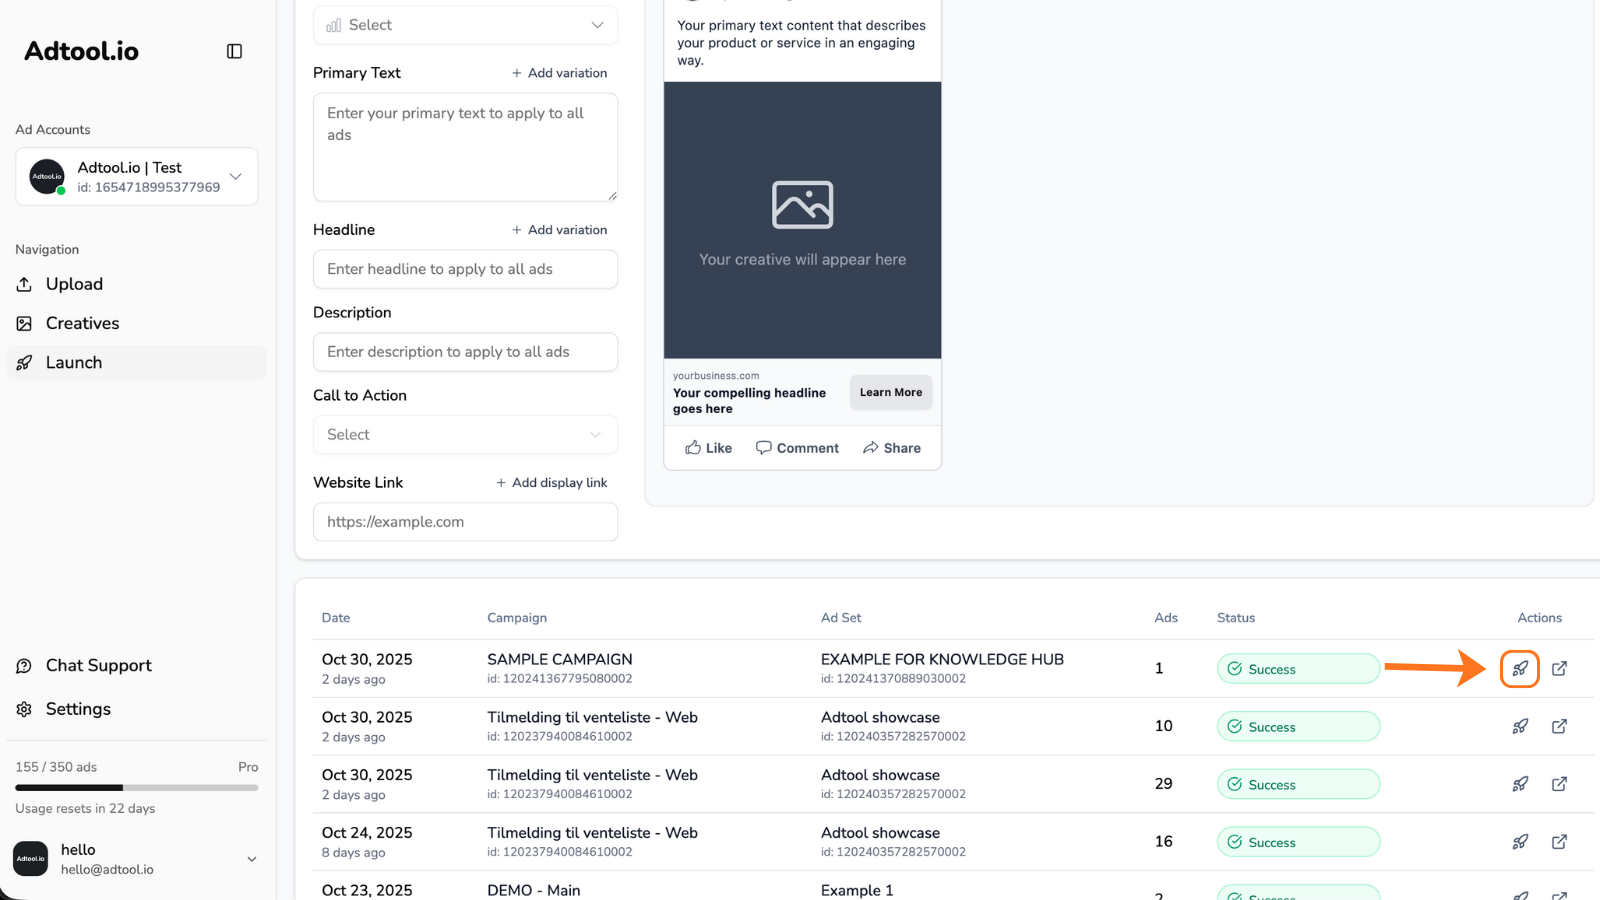 Adtool.io
Ad Accounts
Adtool.io
Adtool.io | Test
id: 1654718995377969
Navigation
Upload
Creatives
Launch
Chat Support
Settings
155 / 350 ads
Pro
Usage resets in 22 days
Adtool.io
hello
hello@adtool.io
Select
Primary Text
+ Add variation
Enter your primary text to apply to all
ads
Headline
+ Add variation
Enter headline to apply to all ads
Description
Enter description to apply to all ads
Call to Action
Select
Website Link
+ Add display link
https://example.com
Your primary text content that describes
your product or service in an engaging
way.
Your creative will appear here
yourbusiness.com
Your compelling headline
goes here
Learn More
Like
Comment
Share
Date Campaign Ad Set Ads Status Actions
Oct 30, 2025 SAMPLE CAMPAIGN EXAMPLE FOR KNOWLEDGE HUB 1 Success
2 days ago id: 120241367795080002 id: 120241370889030002
Oct 30, 2025 Tilmelding til venteliste - Web Adtool showcase 10 Success
2 days ago id: 120237940084610002 id: 120240357282570002
Oct 30, 2025 Tilmelding til venteliste - Web Adtool showcase 29 Success
2 days ago id: 120237940084610002 id: 120240357282570002
Oct 24, 2025 Tilmelding til venteliste - Web Adtool showcase 16 Success
8 days ago id: 120237940084610002 id: 120240357282570002
Oct 23, 2025 DEMO - Main Example 1 2 Success